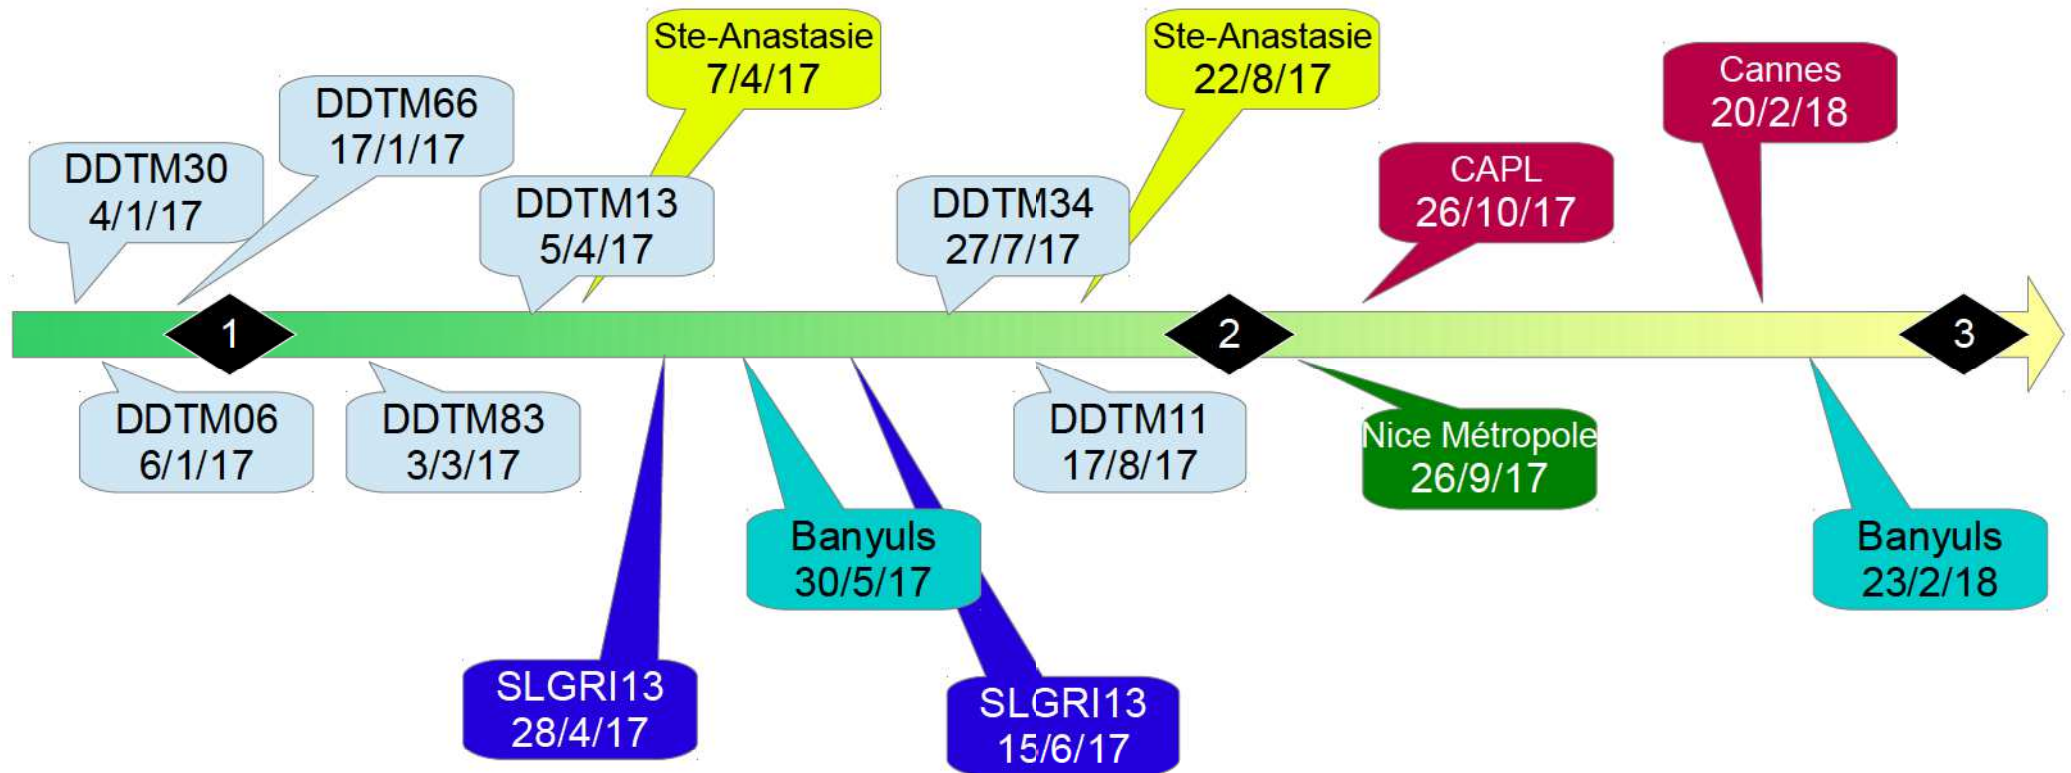 Ste-Anastasie
7/4/17
Ste-Anastasie
22/8/17
Cannes
20/2/18
DDTM66
17/1/17
DDTM30
4/1/17
DDTM13
5/4/17
DDTM34
27/7/17
CAPL
26/10/17
1
2
3
DDTM06
6/1/17
DDTM83
3/3/17
DDTM11
17/8/17
Nice Métropole
26/9/17
Banyuls
30/5/17
Banyuls
23/2/18
SLGRI13
28/4/17
SLGRI13
15/6/17